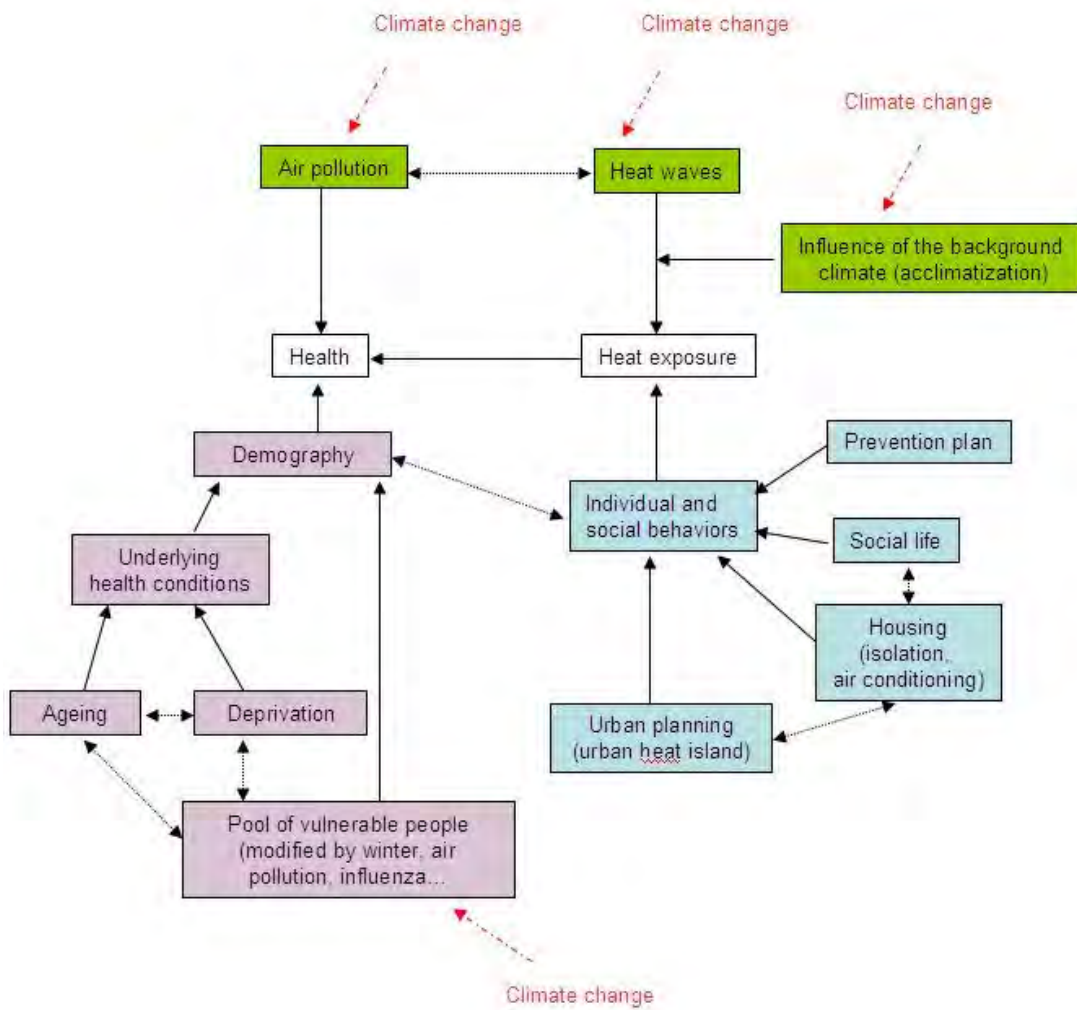 Climate change
Climate change
Climate change
Air pollution
Heat waves
Influence of the background
climate (acclimatization)
Health
Heat exposure
Demography
Prevention plan
Individual and
social behaviors
Social life
Underlying
health conditions
Housing
(isolation,
air conditioning)
Ageing
Deprivation
Urban planning
(urban heat island)
Pool of vulnerable people
(modified by winter, air
pollution, influenza...
Climate change